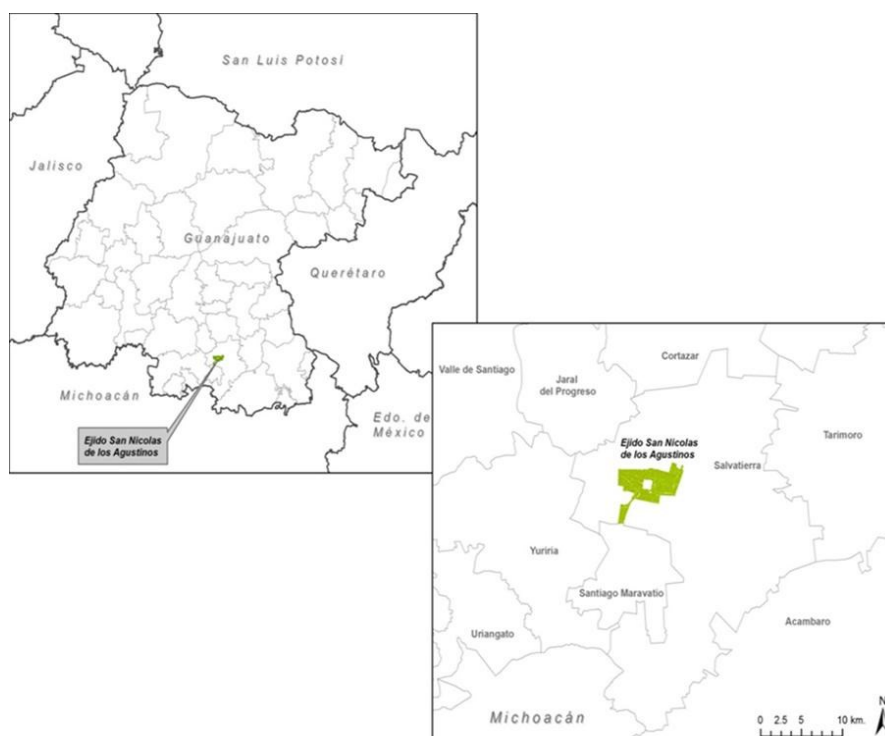 San Luis Potosí
Jalisco
Guanajuato
Querétaro
Michoacán
Edo. de
México
Ejido San Nicolas
de los Agustinos
Cortazar
Valle de Santiago
Jaral
del Progreso
Tarimoro
Ejido San Nicolas
de los Agustinos
Salvatierra
Yuriria
Santiago Maravatio
Uriangato
Acambaro
Michoacán
N
0 2.5 5 10 km.